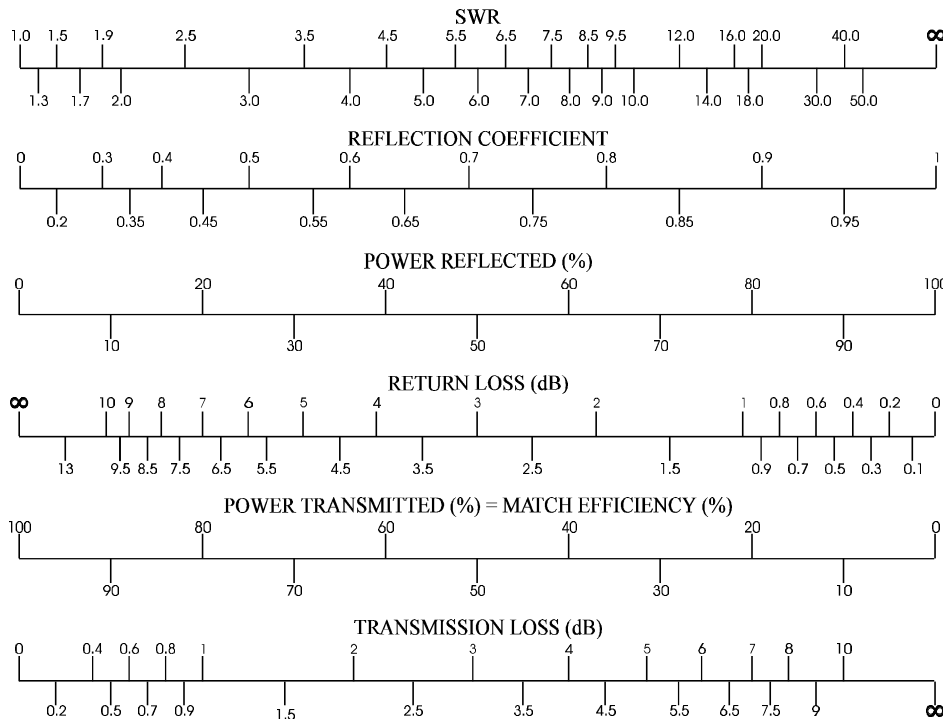 SWR
1.0 1.5 1.9 2.5 3.5 4.5 5.5 6.5 7.5 8.5 9.5 12.0 16.0 20.0 40.0 ∞
1.3 1.7 2.0 3.0 4.0 5.0 6.0 7.0 8.0 9.0 10.0 14.0 18.0 30.0 50.0
REFLECTION COEFFICIENT
0 0.3 0.4 0.5 0.6 0.7 0.8 0.9 1
0.2 0.35 0.45 0.55 0.65 0.75 0.85 0.95
POWER REFLECTED (%)
0 20 40 60 80 100
10 30 50 70 90
RETURN LOSS (dB)
∞ 10 9 8 7 6 5 4 3 2 1 0.8 0.6 0.4 0.2 0
13 9.5 8.5 7.5 6.5 5.5 4.5 3.5 2.5 1.5 0.9 0.7 0.5 0.3 0.1
POWER TRANSMITTED (%) = MATCH EFFICIENCY (%)
100 80 60 40 20 0
90 70 50 30 10
TRANSMISSION LOSS (dB)
0 0.4 0.6 0.8 1 2 3 4 5 6 7 8 10
0.2 0.5 0.7 0.9 1.5 2.5 3.5 4.5 5.5 6.5 7.5 9 ∞